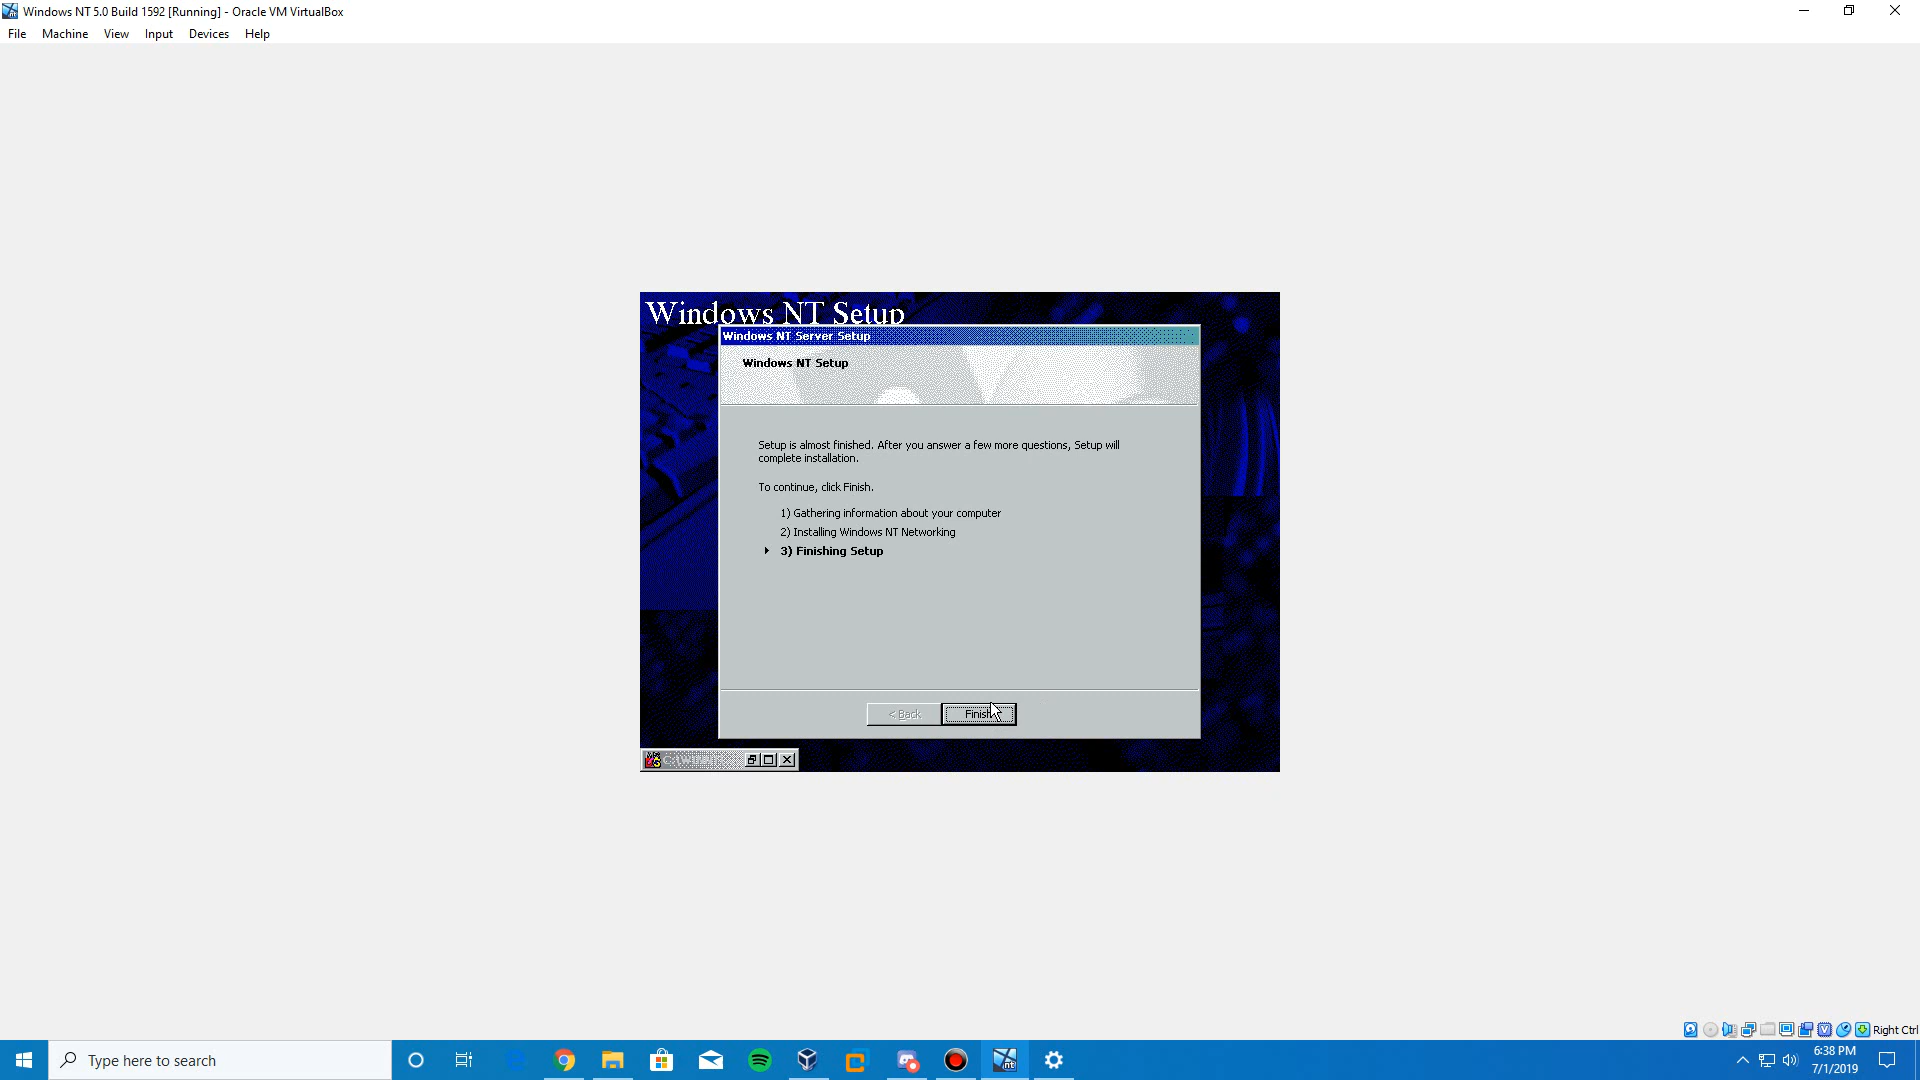 Windows NT 5.0 Build 1592 [Running] - Oracle VM VirtualBox
File Machine View Input Devices Help
Windows NT Setup
Windows NT Server Setup
Windows NT Setup
Setup is almost finished. After you answer a few more questions, Setup will
complete installation.
To continue, click Finish.
1) Gathering information about your computer
2) Installing Windows NT Networking
3) Finishing Setup
< Back Finish
Right Ctrl
Type here to search
nt
6:38 PM
7/1/2019